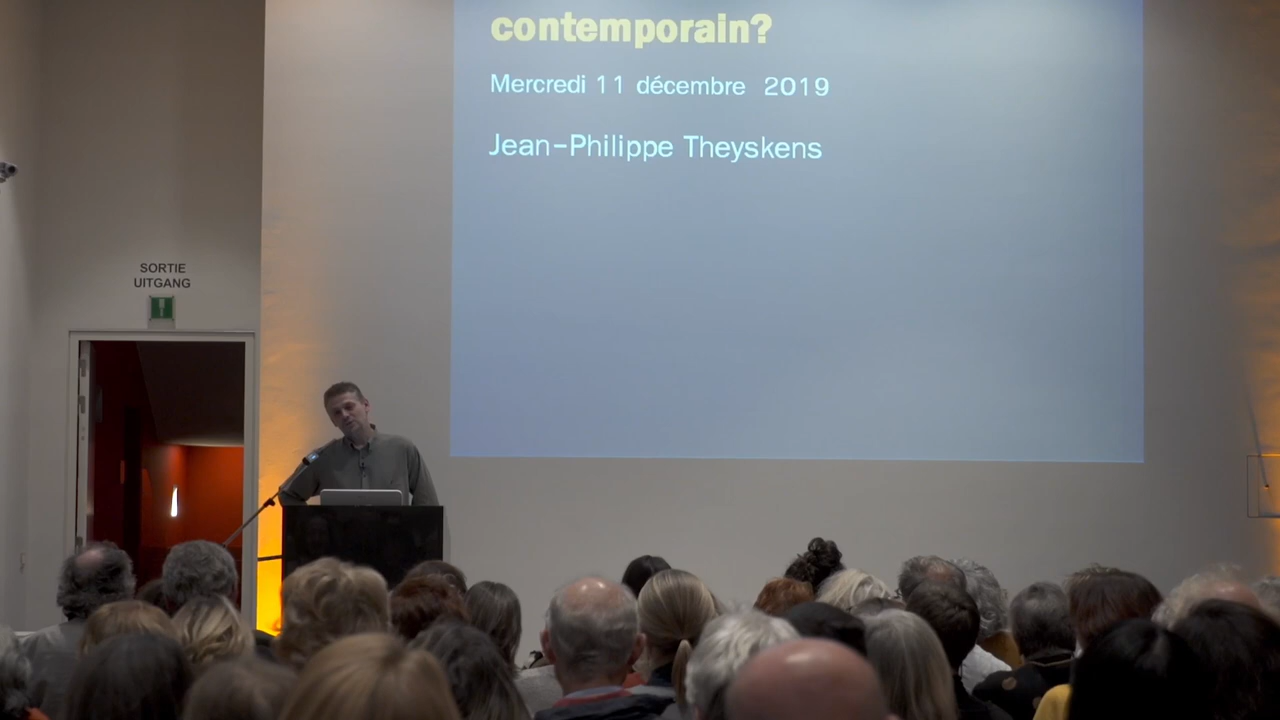 contemporain?
Mercredi 11 décembre 2019
Jean-Philippe Theyskens
SORTIE
UITGANG